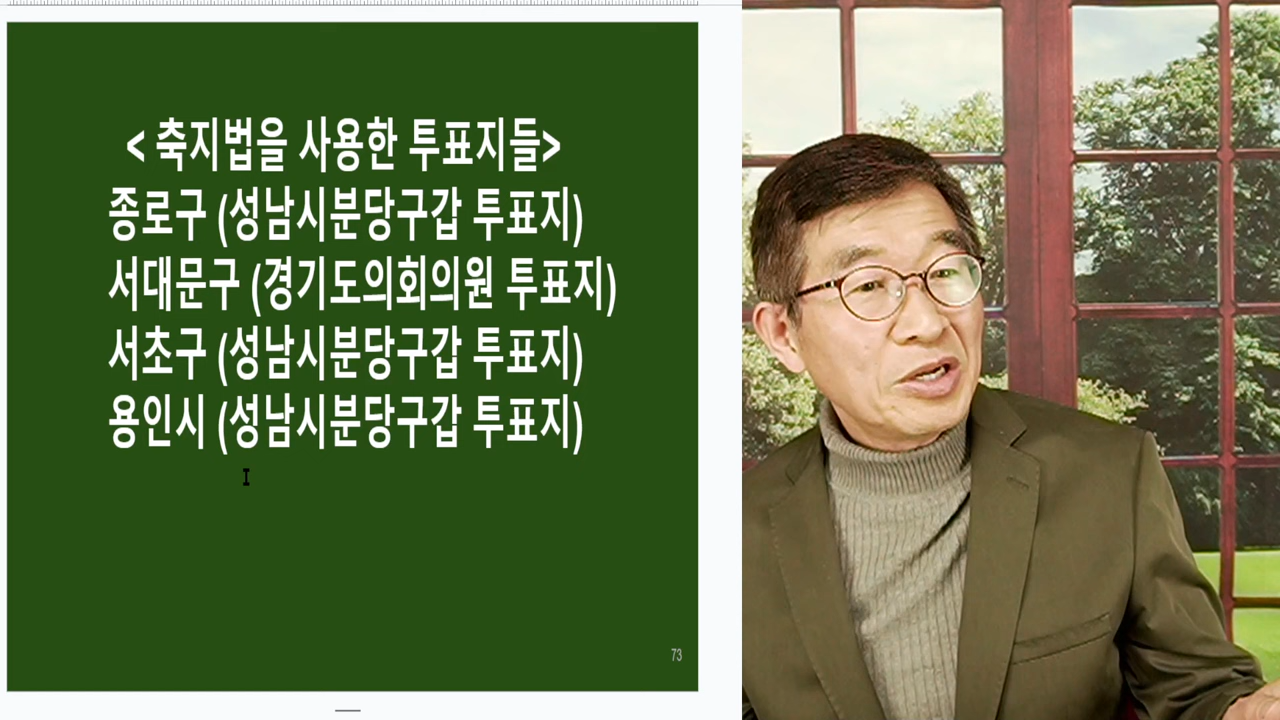 < 축지법을 사용한 투표지들>
종로구 (성남시분당구갑 투표지)
서대문구 (경기도의회의원 투표지)
서초구 (성남시분당구갑 투표지)
용인시 (성남시분당구갑 투표지)
73